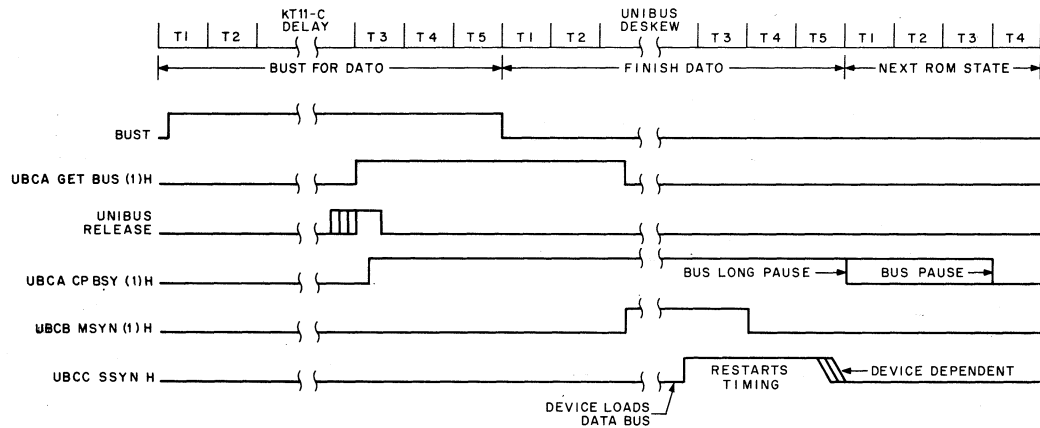 KT11-C
DELAY
UNIBUS
DESKEW
T1 T2 T3 T4 T5 T1 T2 T3 T4 T5 T1 T2 T3 T4
BUST FOR DATO FINISH DATO NEXT ROM STATE
BUST
UBCA GET BUS (1)H
UNIBUS
RELEASE
UBCA CPBSY (1)H
BUS LONG PAUSE BUS PAUSE
UBCB MSYN (1) H
UBCC SSYN H
RESTARTS
TIMING
DEVICE DEPENDENT
DEVICE LOADS
DATA BUS